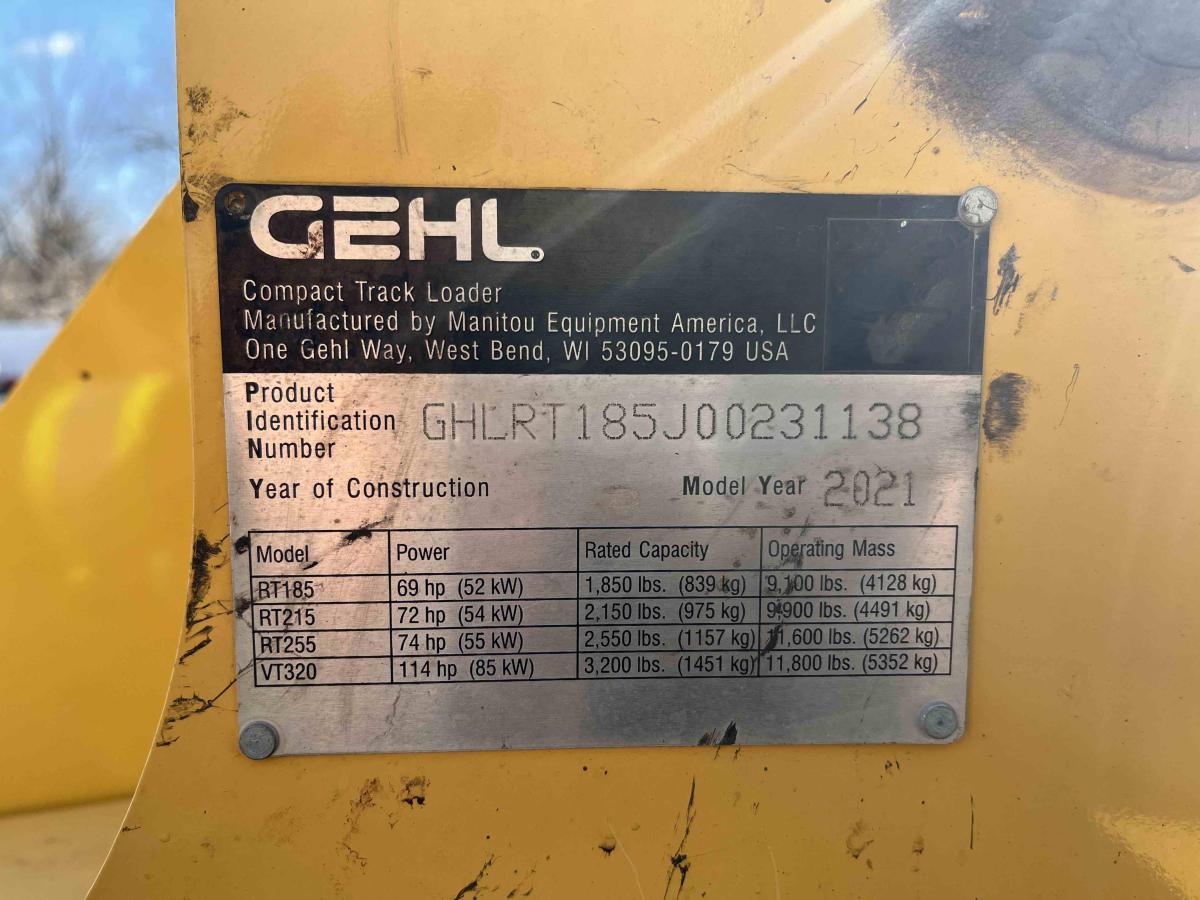 GEHL
Compact Track Loader
Manufactured by Manitou Equipment America, LLC
One Gehl Way, West Bend, WI 53095-0179 USA
Product
Identification GHLRT185J00231138
Number
Year of Construction Model Year 2021
Model Power Rated Capacity Operating Mass
RT185 69 hp (52 kW) 1,850 lbs. (839 kg) 9,100 lbs. (4128 kg)
RT215 72 hp (54 kW) 2,150 lbs. (975 kg) 9,900 lbs. (4491 kg)
RT255 74 hp (55 kW) 2,550 lbs. (1157 kg) 11,600 lbs. (5262 kg)
VT320 114 hp (85 kW) 3,200 lbs. (1451 kg) 11,800 lbs. (5352 kg)